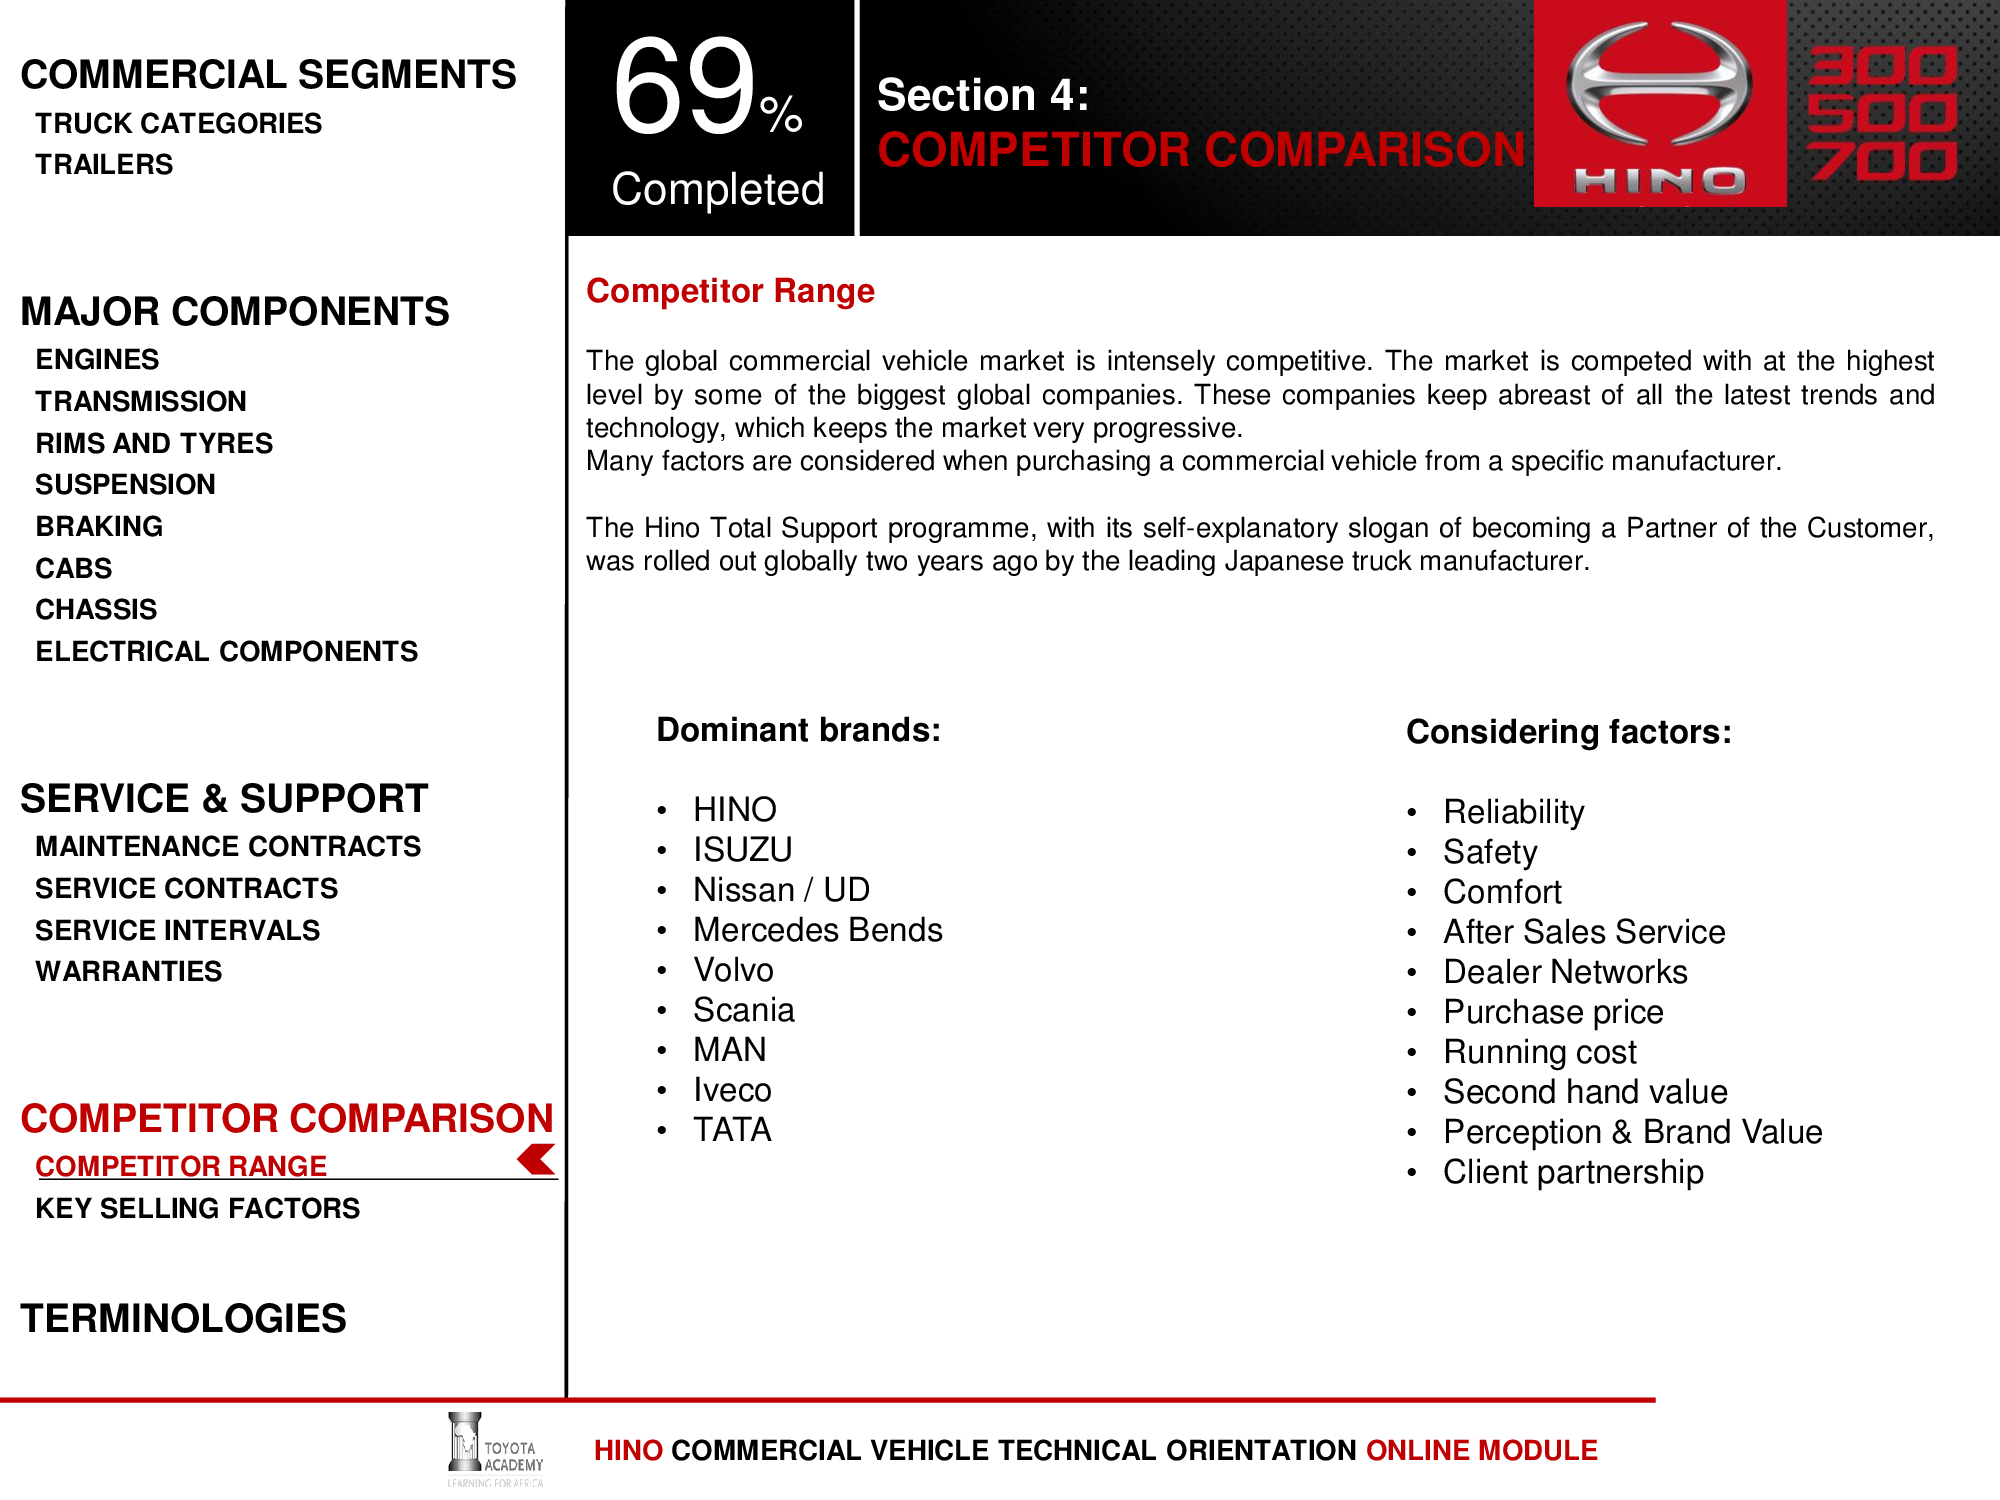 COMMERCIAL SEGMENTS
TRUCK CATEGORIES
TRAILERS
MAJOR COMPONENTS
ENGINES
TRANSMISSION
RIMS AND TYRES
SUSPENSION
BRAKING
CABS
CHASSIS
ELECTRICAL COMPONENTS
SERVICE & SUPPORT
MAINTENANCE CONTRACTS
SERVICE CONTRACTS
SERVICE INTERVALS
WARRANTIES
COMPETITOR COMPARISON
COMPETITOR RANGE
KEY SELLING FACTORS
TERMINOLOGIES
69%
Completed
Section 4:
COMPETITOR COMPARISON
HINO
300
500
700
Competitor Range
The global commercial vehicle market is intensely competitive. The market is competed with at the highest
level by some of the biggest global companies. These companies keep abreast of all the latest trends and
technology, which keeps the market very progressive.
Many factors are considered when purchasing a commercial vehicle from a specific manufacturer.
The Hino Total Support programme, with its self-explanatory slogan of becoming a Partner of the Customer,
was rolled out globally two years ago by the leading Japanese truck manufacturer.
Dominant brands:
• HINO
• ISUZU
• Nissan / UD
• Mercedes Bends
• Volvo
• Scania
• MAN
• Iveco
• TATA
Considering factors:
• Reliability
• Safety
• Comfort
• After Sales Service
• Dealer Networks
• Purchase price
• Running cost
• Second hand value
• Perception & Brand Value
• Client partnership
TOYOTA
ACADEMY
LEARNING FOR AFRICA
HINO COMMERCIAL VEHICLE TECHNICAL ORIENTATION ONLINE MODULE